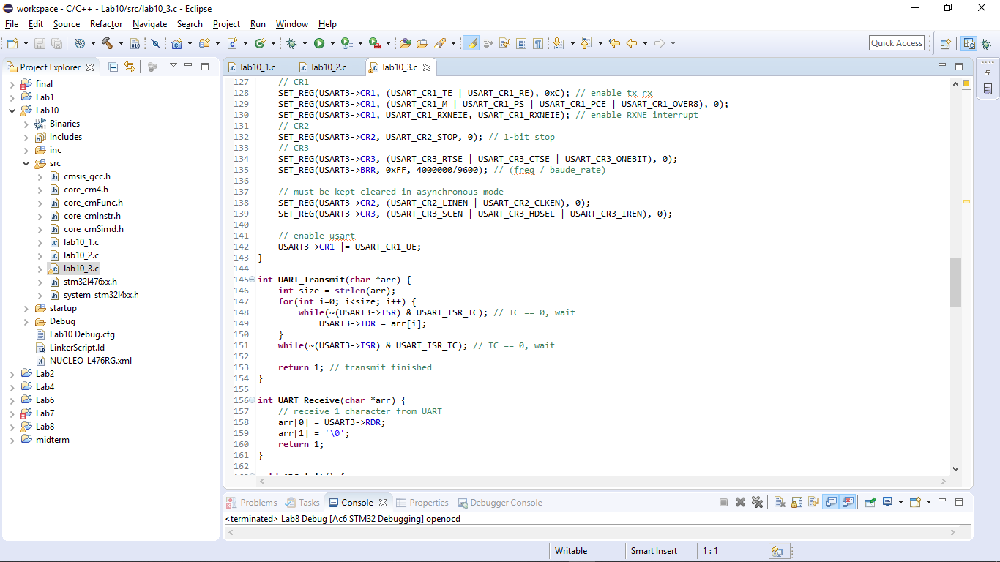 workspace - C/C++ - Lab10/src/lab10_3.c - Eclipse
File Edit Source Refactor Navigate Search Project Run Window Help
Quick Access
Project Explorer
final
Lab1
Lab10
Binaries
Includes
inc
src
cmsis_gcc.h
core_cm4.h
core_cmFunc.h
core_cmInstr.h
core_cmSimd.h
lab10_1.c
lab10_2.c
lab10_3.c
stm32l476xx.h
system_stm32l4xx.h
startup
Debug
Lab10 Debug.cfg
LinkerScript.ld
NUCLEO-L476RG.xml
Lab2
Lab4
Lab6
Lab7
Lab8
midterm
lab10_1.c lab10_2.c lab10_3.c
127 // CR1
128 SET_REG(USART3->CR1, (USART_CR1_TE | USART_CR1_RE), 0xC); // enable tx rx
129 SET_REG(USART3->CR1, (USART_CR1_M | USART_CR1_PS | USART_CR1_PCE | USART_CR1_OVER8), 0);
130 SET_REG(USART3->CR1, USART_CR1_RXNEIE, USART_CR1_RXNEIE); // enable RXNE interrupt
131 // CR2
132 SET_REG(USART3->CR2, USART_CR2_STOP, 0); // 1-bit stop
133 // CR3
134 SET_REG(USART3->CR3, (USART_CR3_RTSE | USART_CR3_CTSE | USART_CR3_ONEBIT), 0);
135 SET_REG(USART3->BRR, 0xFF, 4000000/9600); // (freq / baude_rate)
136
137 // must be kept cleared in asynchronous mode
138 SET_REG(USART3->CR2, (USART_CR2_LINEN | USART_CR2_CLKEN), 0);
139 SET_REG(USART3->CR3, (USART_CR3_SCEN | USART_CR3_HDSEL | USART_CR3_IREN), 0);
140
141 // enable usart
142 USART3->CR1 |= USART_CR1_UE;
143 }
144
145 int UART_Transmit(char *arr) {
146 int size = strlen(arr);
147 for(int i=0; i<size; i++) {
148 while(~(USART3->ISR) & USART_ISR_TC); // TC == 0, wait
149 USART3->TDR = arr[i];
150 }
151 while(~(USART3->ISR) & USART_ISR_TC); // TC == 0, wait
152
153 return 1; // transmit finished
154 }
155
156 int UART_Receive(char *arr) {
157 // receive 1 character from UART
158 arr[0] = USART3->RDR;
159 arr[1] = '\0';
160 return 1;
161 }
162
Problems Tasks Console Properties Debugger Console
<terminated> Lab8 Debug [Ac6 STM32 Debugging] openocd
Writable Smart Insert 1 : 1